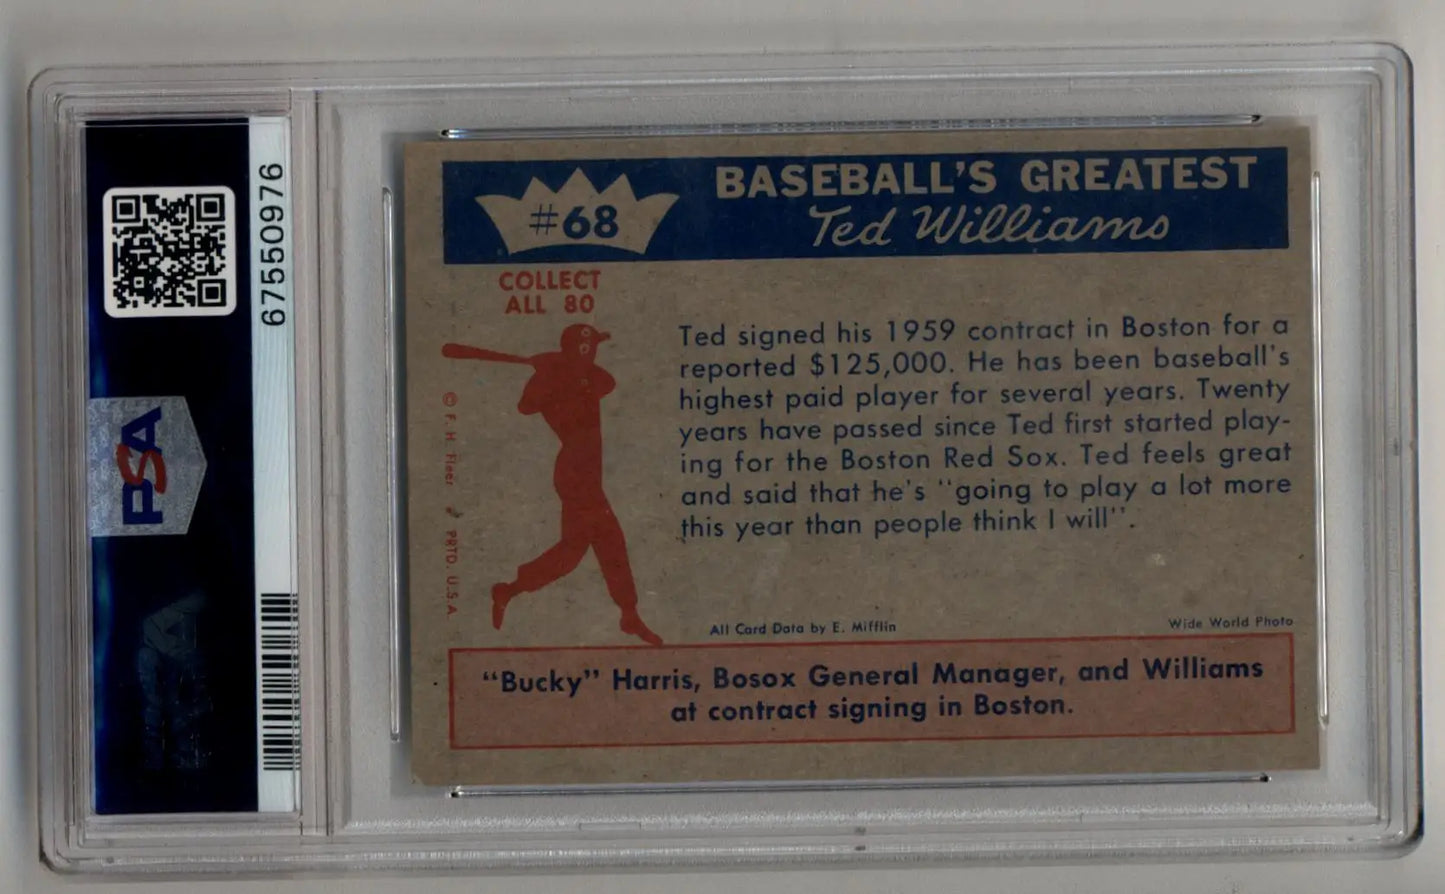 67550976
PSA
#68
BASEBALL'S GREATEST
Ted Williams
COLLECT
ALL 80
© F. H. Fleer PRTD. U.S.A.
Ted signed his 1959 contract in Boston for a
reported $125,000. He has been baseball's
highest paid player for several years. Twenty
years have passed since Ted first started play-
ing for the Boston Red Sox. Ted feels great
and said that he's "going to play a lot more
this year than people think I will".
All Card Data by E. Mifflin
Wide World Photo
"Bucky" Harris, Bosox General Manager, and Williams
at contract signing in Boston.